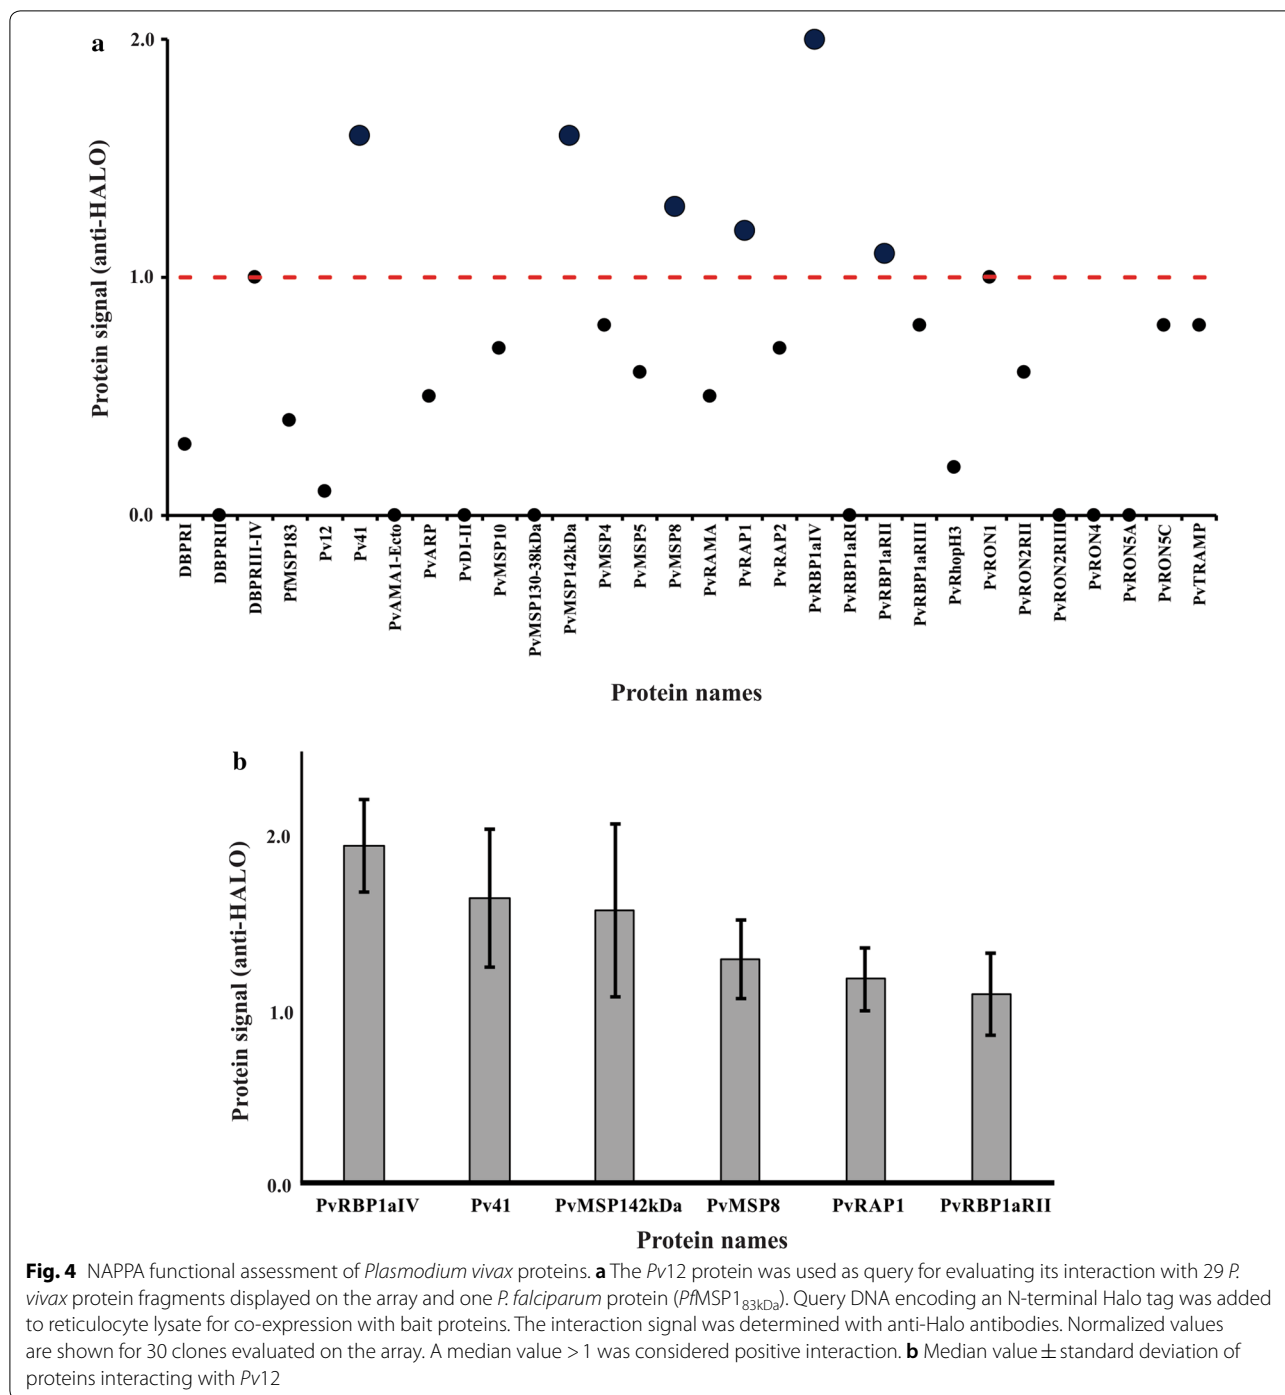 a
2.0
1.0
0.0
Protein signal (anti-HALO)
DBPRI
DBPRII
DBPRIII-IV
PfMSP183
Pv12
Pv41
PvAMA1-Ecto
PvARP
PvDI-II
PvMSP10
PvMSP130-38kDa
PvMSP142kDa
PvMSP4
PvMSP5
PvMSP8
PvRAMA
PvRAP1
PvRAP2
PvRBP1aIV
PvRBP1aRI
PvRBP1aRII
PvRBP1aRIII
PvRhopH3
PvRON1
PvRON2RII
PvRON2RIII
PvRON4
PvRON5A
PvRON5C
PvTRAMP
Protein names
b
2.0
1.0
0.0
Protein signal (anti-HALO)
PvRBP1aIV
Pv41
PvMSP142kDa
PvMSP8
PvRAP1
PvRBP1aRII
Protein names
Fig. 4 NAPPA functional assessment of Plasmodium vivax proteins. a The Pv12 protein was used as query for evaluating its interaction with 29 P.
vivax protein fragments displayed on the array and one P. falciparum protein (PfMSP1₈₃kDa). Query DNA encoding an N-terminal Halo tag was added
to reticulocyte lysate for co-expression with bait proteins. The interaction signal was determined with anti-Halo antibodies. Normalized values
are shown for 30 clones evaluated on the array. A median value > 1 was considered positive interaction. b Median value ± standard deviation of
proteins interacting with Pv12